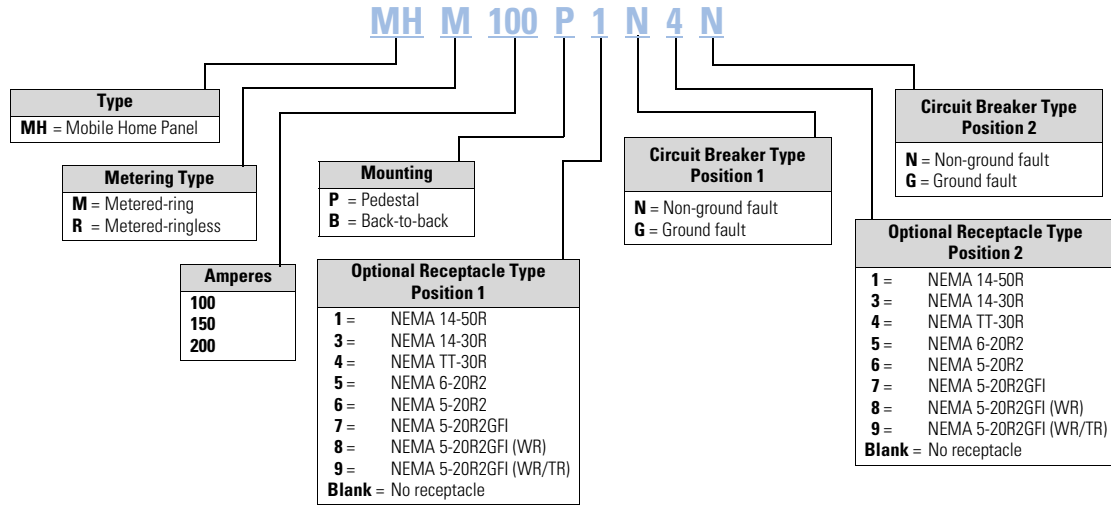 MH M 100 P 1 N 4 N
Type
MH = Mobile Home Panel
Metering Type
M = Metered-ring
R = Metered-ringless
Amperes
100
150
200
Mounting
P = Pedestal
B = Back-to-back
Optional Receptacle Type
Position 1
1 = NEMA 14-50R
3 = NEMA 14-30R
4 = NEMA TT-30R
5 = NEMA 6-20R2
6 = NEMA 5-20R2
7 = NEMA 5-20R2GFI
8 = NEMA 5-20R2GFI (WR)
9 = NEMA 5-20R2GFI (WR/TR)
Blank = No receptacle
Circuit Breaker Type
Position 1
N = Non-ground fault
G = Ground fault
Optional Receptacle Type
Position 2
1 = NEMA 14-50R
3 = NEMA 14-30R
4 = NEMA TT-30R
5 = NEMA 6-20R2
6 = NEMA 5-20R2
7 = NEMA 5-20R2GFI
8 = NEMA 5-20R2GFI (WR)
9 = NEMA 5-20R2GFI (WR/TR)
Blank = No receptacle
Circuit Breaker Type
Position 2
N = Non-ground fault
G = Ground fault